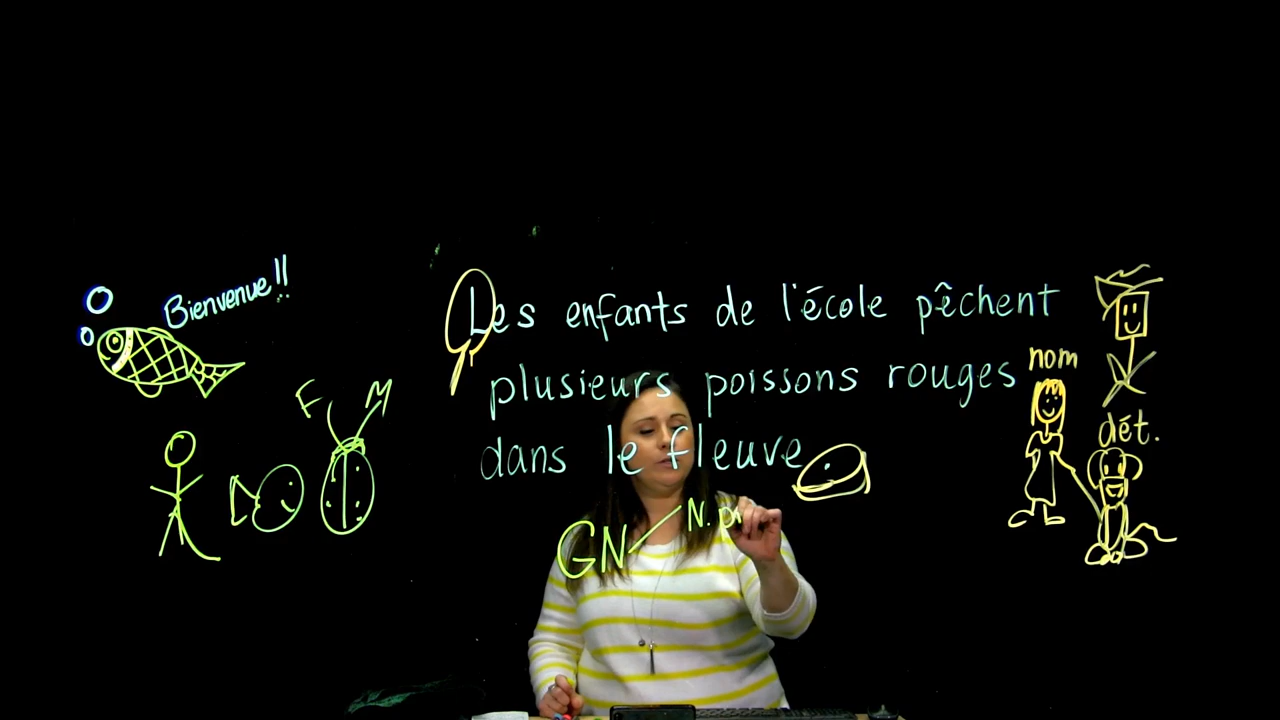 Bienvenue!!
F M
Les enfants de l'école pêchent
plusieurs poissons rouges
dans le fleuve
nom
dét.
GN N.